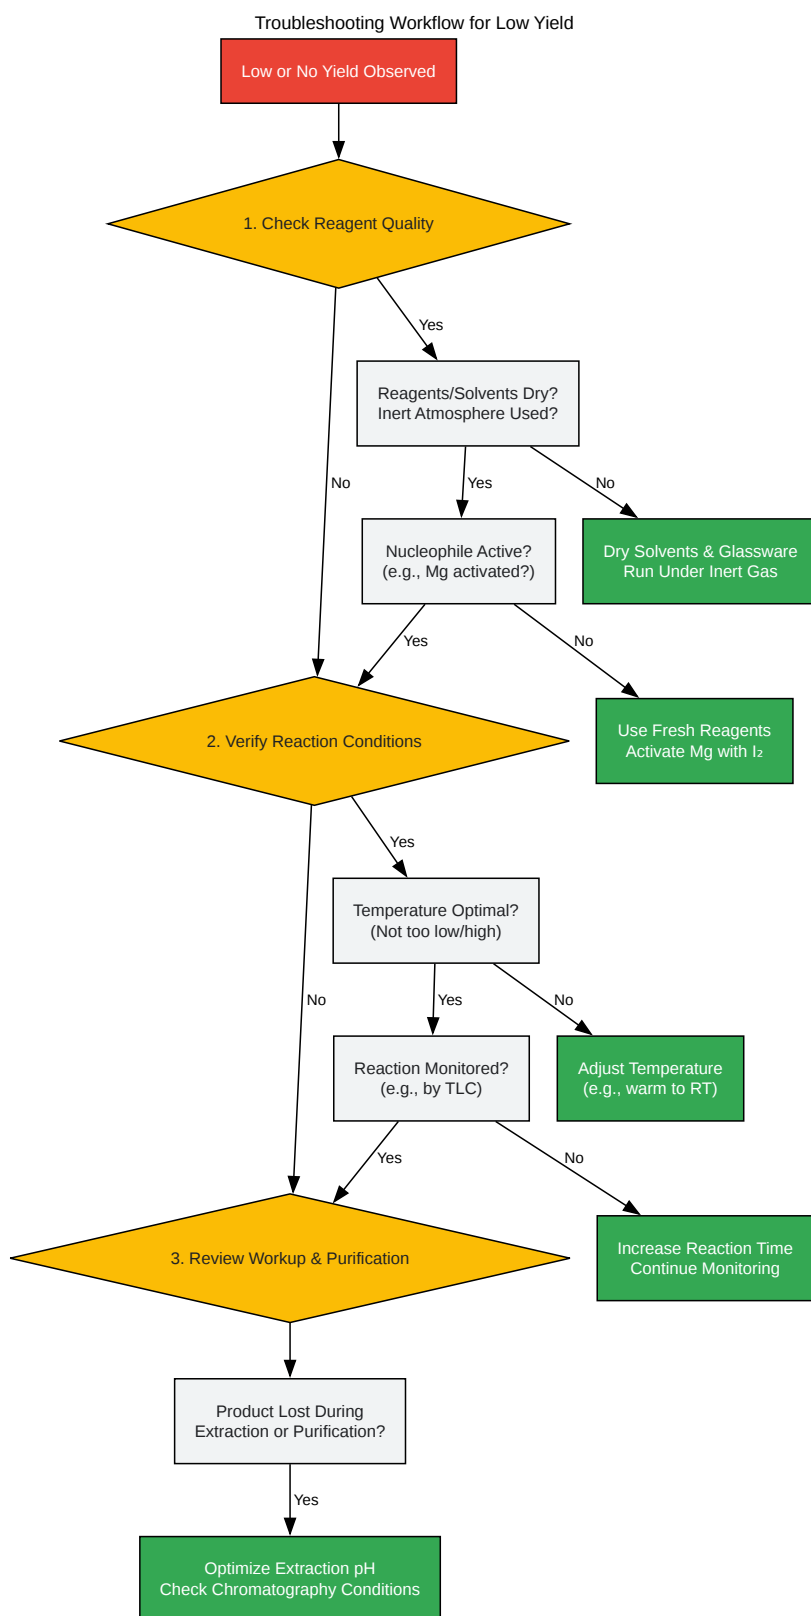 Troubleshooting Workflow for Low Yield
Low or No Yield Observed
1. Check Reagent Quality
Yes
Reagents/Solvents Dry?
Inert Atmosphere Used?
No
Yes
No
Nucleophile Active?
(e.g., Mg activated?)
Dry Solvents & Glassware
Run Under Inert Gas
Yes
No
2. Verify Reaction Conditions
Use Fresh Reagents
Activate Mg with I₂
Yes
Temperature Optimal?
(Not too low/high)
No
Yes
No
Reaction Monitored?
(e.g., by TLC)
Adjust Temperature
(e.g., warm to RT)
Yes
No
3. Review Workup & Purification
Increase Reaction Time
Continue Monitoring
Product Lost During
Extraction or Purification?
Yes
Optimize Extraction pH
Check Chromatography Conditions